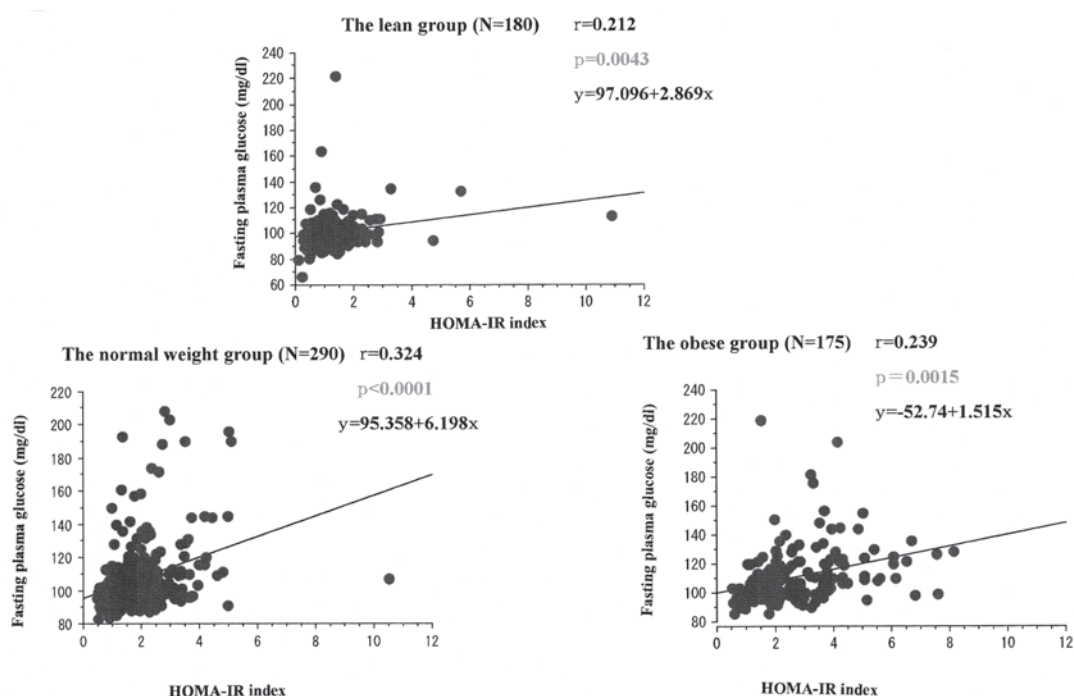 The lean group (N=180) r=0.212
p=0.0043
y=97.096+2.869x
Fasting plasma glucose (mg/dl)
240
220
200
180
160
140
120
100
80
60
0 2 4 6 8 10 12
HOMA-IR index
The normal weight group (N=290) r=0.324
p<0.0001
y=95.358+6.198x
Fasting plasma glucose (mg/dl)
220
200
180
160
140
120
100
80
0 2 4 6 8 10 12
HOMA-IR index
The obese group (N=175) r=0.239
p=0.0015
y=-52.74+1.515x
Fasting plasma glucose (mg/dl)
240
220
200
180
160
140
120
100
80
0 2 4 6 8 10 12
HOMA-IR index